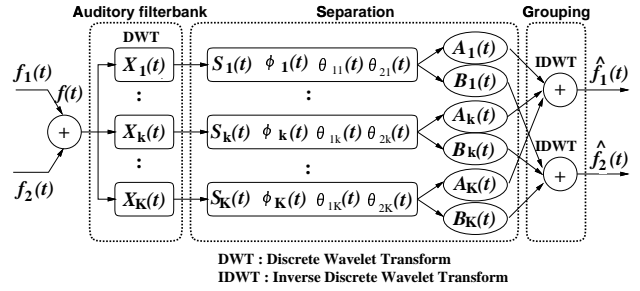 Auditory filterbank Separation Grouping
DWT
f1(t)
f(t)
f2(t)
+
X1(t)
:
Xk(t)
:
XK(t)
S1(t) ϕ1(t) θ11(t) θ21(t)
:
Sk(t) ϕk(t) θ1k(t) θ2k(t)
:
SK(t) ϕK(t) θ1K(t) θ2K(t)
A1(t)
B1(t)
Ak(t)
Bk(t)
AK(t)
BK(t)
IDWT
+
f̂1(t)
IDWT
+
f̂2(t)
DWT : Discrete Wavelet Transform
IDWT : Inverse Discrete Wavelet Transform